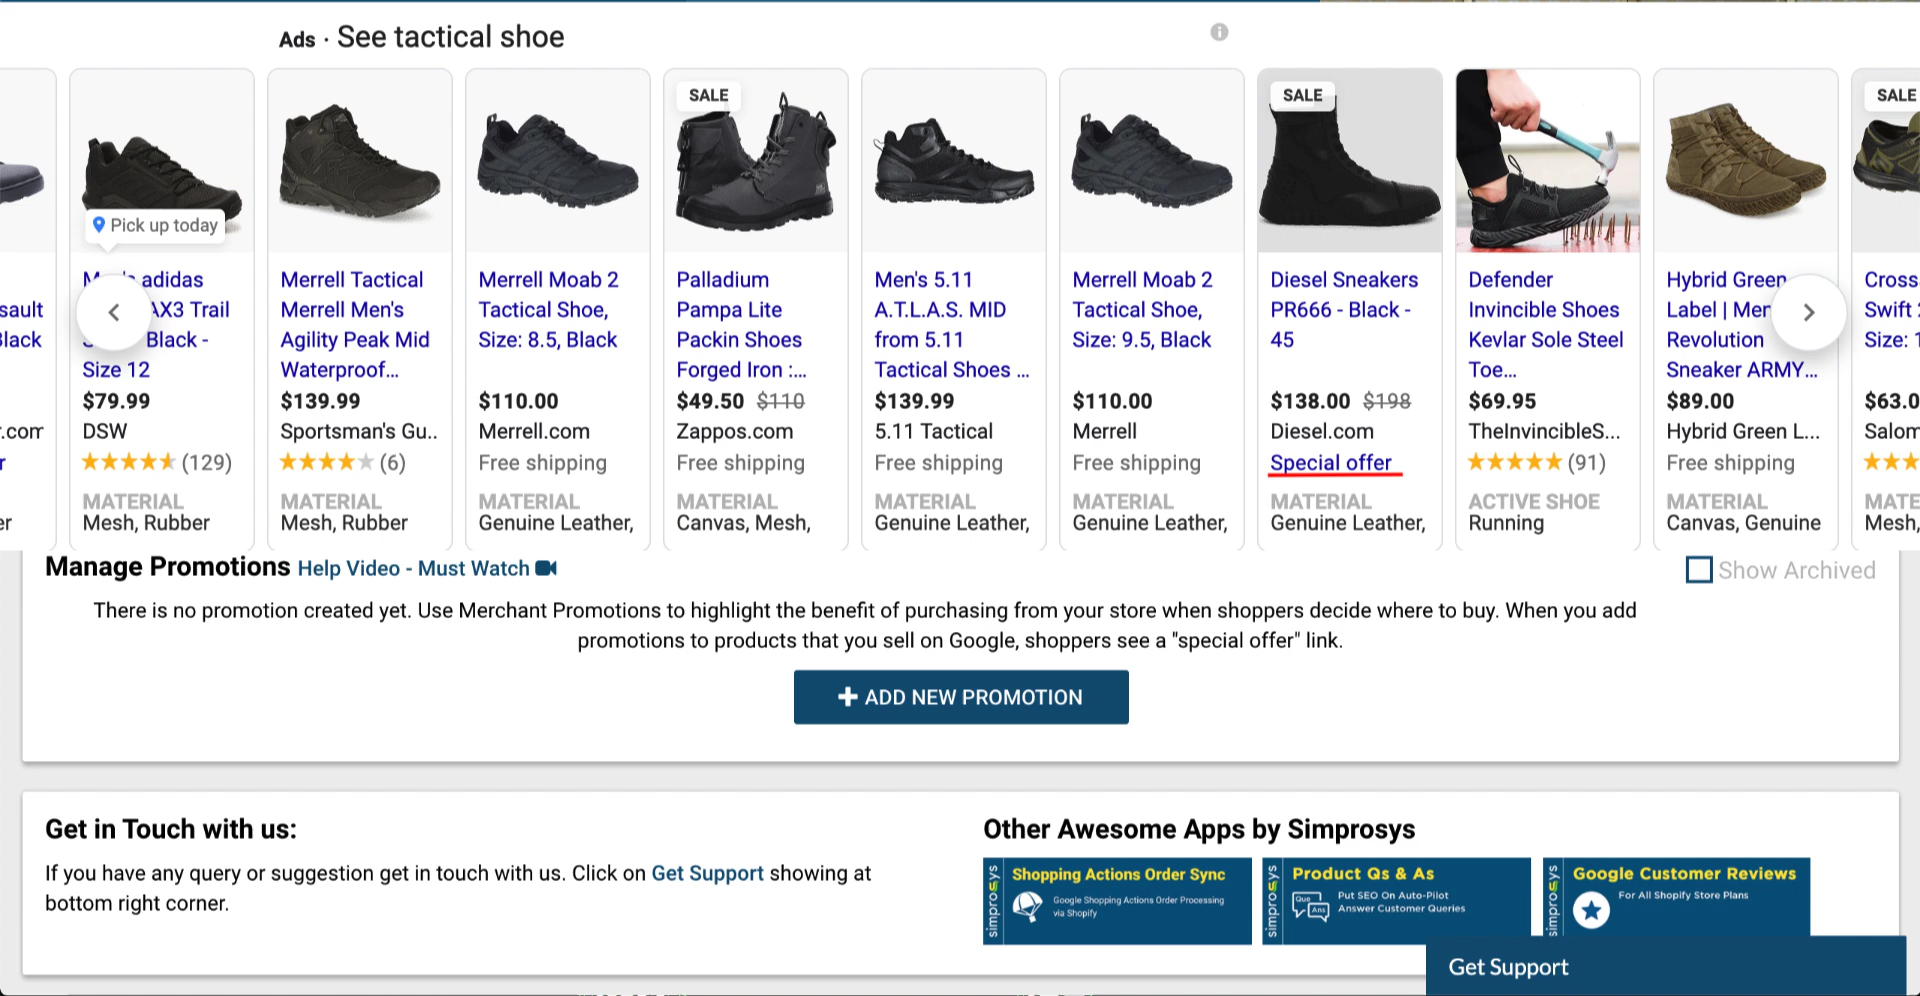 Ads · See tactical shoe
sault
Black
r.com
r
er
Pick up today
Men's adidas
AX3 Trail
Black -
Size 12
$79.99
DSW
(129)
MATERIAL
Mesh, Rubber
Merrell Tactical
Merrell Men's
Agility Peak Mid
Waterproof...
$139.99
Sportsman's Gu..
(6)
MATERIAL
Mesh, Rubber
Merrell Moab 2
Tactical Shoe,
Size: 8.5, Black
$110.00
Merrell.com
Free shipping
MATERIAL
Genuine Leather,
SALE
Palladium
Pampa Lite
Packin Shoes
Forged Iron :...
$49.50 $110
Zappos.com
Free shipping
MATERIAL
Canvas, Mesh,
Men's 5.11
A.T.L.A.S. MID
from 5.11
Tactical Shoes ...
$139.99
5.11 Tactical
Free shipping
MATERIAL
Genuine Leather,
Merrell Moab 2
Tactical Shoe,
Size: 9.5, Black
$110.00
Merrell
Free shipping
MATERIAL
Genuine Leather,
SALE
Diesel Sneakers
PR666 - Black -
45
$138.00 $198
Diesel.com
Special offer
MATERIAL
Genuine Leather,
Defender
Invincible Shoes
Kevlar Sole Steel
Toe...
$69.95
TheInvincibleS...
(91)
ACTIVE SHOE
Running
Hybrid Green
Label | Men
Revolution
Sneaker ARMY...
$89.00
Hybrid Green L...
Free shipping
MATERIAL
Canvas, Genuine
SALE
Cross
Swift
Size: 1
$63.0
Salom
MATE
Mesh,
Manage Promotions Help Video - Must Watch
Show Archived
There is no promotion created yet. Use Merchant Promotions to highlight the benefit of purchasing from your store when shoppers decide where to buy. When you add
promotions to products that you sell on Google, shoppers see a "special offer" link.
ADD NEW PROMOTION
Get in Touch with us:
If you have any query or suggestion get in touch with us. Click on Get Support showing at
bottom right corner.
Other Awesome Apps by Simprosys
simprosys
Shopping Actions Order Sync
Google Shopping Actions Order Processing
via Shopify
simprosys
Product Qs & As
Que
Ans
Put SEO On Auto-Pilot
Answer Customer Queries
simprosys
Google Customer Reviews
For All Shopify Store Plans
Get Support